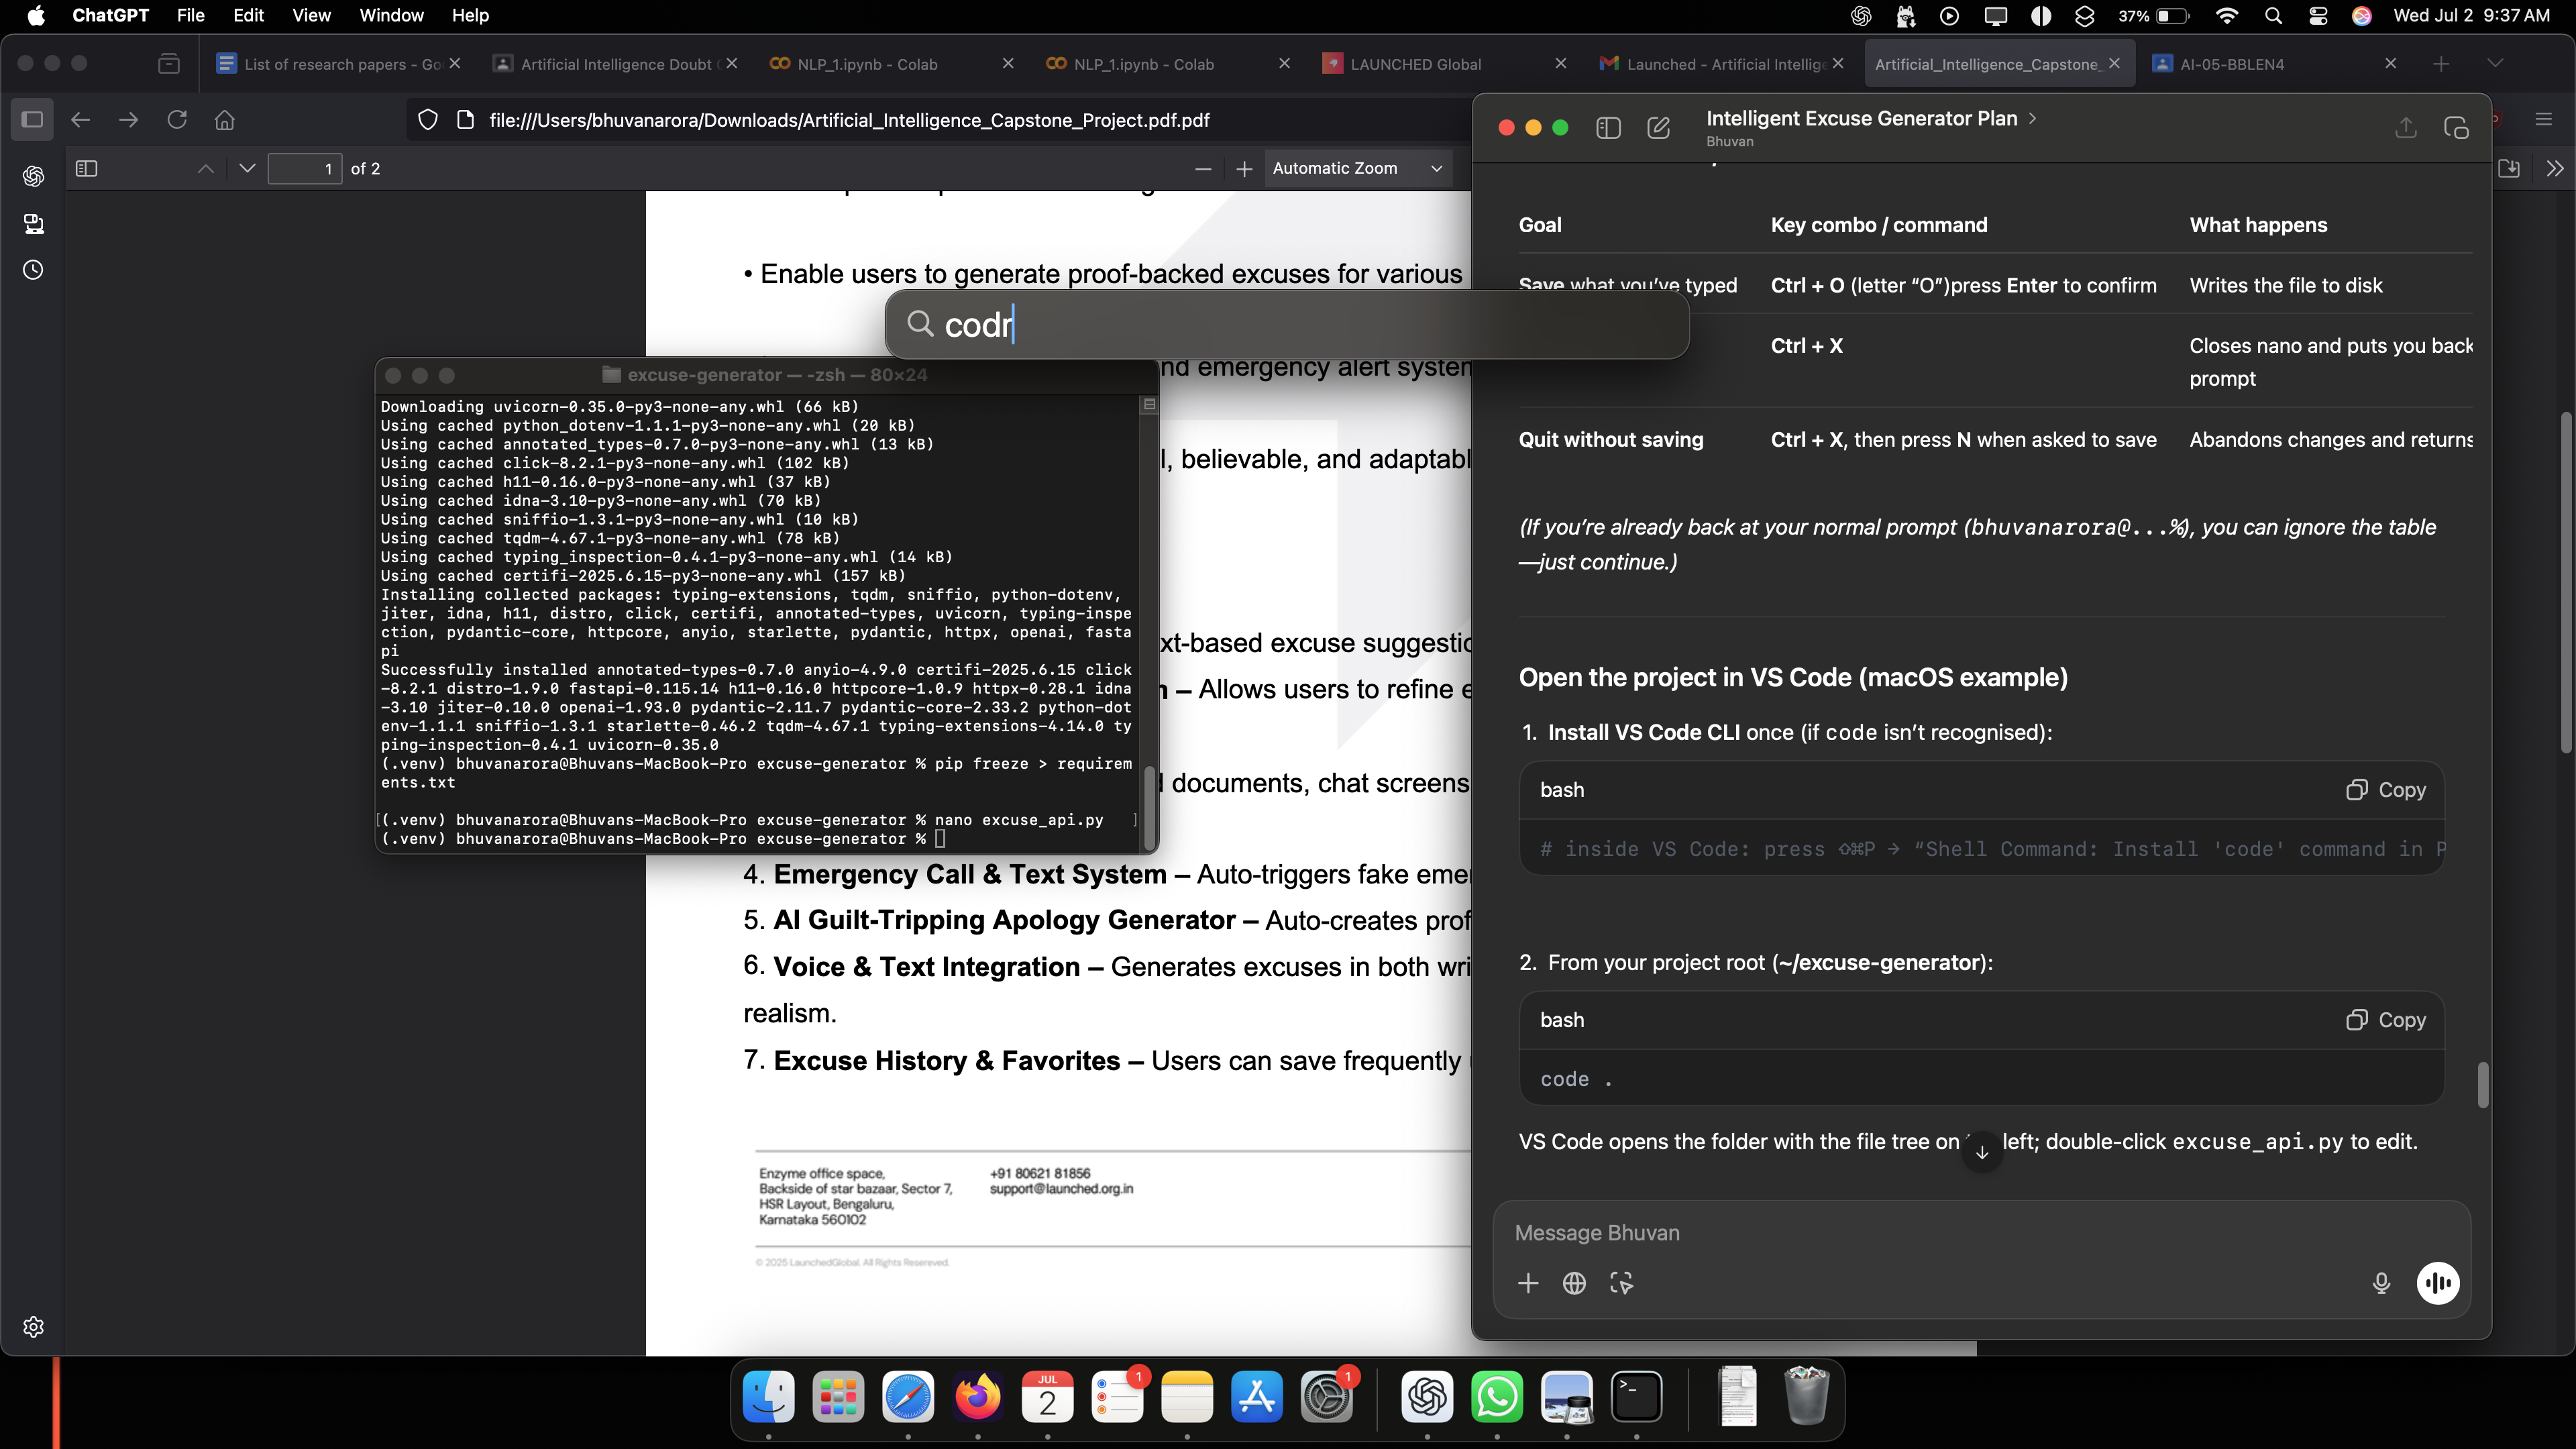 ChatGPT File Edit View Window Help
37% Wed Jul 2 9:37 AM
List of research papers - Go
Artificial Intelligence Doubt
NLP_1.ipynb - Colab
NLP_1.ipynb - Colab
LAUNCHED Global
Launched - Artificial Intellige
Artificial_Intelligence_Capstone_
AI-05-BBLEN4
file:///Users/bhuvanarora/Downloads/Artificial_Intelligence_Capstone_Project.pdf.pdf
1 of 2
Automatic Zoom
• Enable users to generate proof-backed excuses for various
codr
nd emergency alert system
l, believable, and adaptabl
xt-based excuse suggestio
n – Allows users to refine e
d documents, chat screens
4. Emergency Call & Text System – Auto-triggers fake eme
5. AI Guilt-Tripping Apology Generator – Auto-creates prof
6. Voice & Text Integration – Generates excuses in both wri
realism.
7. Excuse History & Favorites – Users can save frequently
Enzyme office space,
Backside of star bazaar, Sector 7,
HSR Layout, Bengaluru,
Karnataka 560102
+91 80621 81856
support@launched.org.in
© 2025 LaunchedGlobal. All Rights Resereved.
excuse-generator — -zsh — 80×24
Downloading uvicorn-0.35.0-py3-none-any.whl (66 kB)
Using cached python_dotenv-1.1.1-py3-none-any.whl (20 kB)
Using cached annotated_types-0.7.0-py3-none-any.whl (13 kB)
Using cached click-8.2.1-py3-none-any.whl (102 kB)
Using cached h11-0.16.0-py3-none-any.whl (37 kB)
Using cached idna-3.10-py3-none-any.whl (70 kB)
Using cached sniffio-1.3.1-py3-none-any.whl (10 kB)
Using cached tqdm-4.67.1-py3-none-any.whl (78 kB)
Using cached typing_inspection-0.4.1-py3-none-any.whl (14 kB)
Using cached certifi-2025.6.15-py3-none-any.whl (157 kB)
Installing collected packages: typing-extensions, tqdm, sniffio, python-dotenv,
jiter, idna, h11, distro, click, certifi, annotated-types, uvicorn, typing-inspe
ction, pydantic-core, httpcore, anyio, starlette, pydantic, httpx, openai, fasta
pi
Successfully installed annotated-types-0.7.0 anyio-4.9.0 certifi-2025.6.15 click
-8.2.1 distro-1.9.0 fastapi-0.115.14 h11-0.16.0 httpcore-1.0.9 httpx-0.28.1 idna
-3.10 jiter-0.10.0 openai-1.93.0 pydantic-2.11.7 pydantic-core-2.33.2 python-dot
env-1.1.1 sniffio-1.3.1 starlette-0.46.2 tqdm-4.67.1 typing-extensions-4.14.0 ty
ping-inspection-0.4.1 uvicorn-0.35.0
(.venv) bhuvanarora@Bhuvans-MacBook-Pro excuse-generator % pip freeze > requirem
ents.txt
[(.venv) bhuvanarora@Bhuvans-MacBook-Pro excuse-generator % nano excuse_api.py ]
(.venv) bhuvanarora@Bhuvans-MacBook-Pro excuse-generator %
Intelligent Excuse Generator Plan >
Bhuvan
Goal Key combo / command What happens
Save what you've typed Ctrl + O (letter “O”)press Enter to confirm Writes the file to disk
Ctrl + X Closes nano and puts you back
prompt
Quit without saving Ctrl + X, then press N when asked to save Abandons changes and returns
(If you’re already back at your normal prompt (bhuvanarora@...%), you can ignore the table
—just continue.)
Open the project in VS Code (macOS example)
1. Install VS Code CLI once (if code isn’t recognised):
bash Copy
# inside VS Code: press ⇧⌘P → “Shell Command: Install 'code' command in P
2. From your project root (~/excuse-generator):
bash Copy
code .
VS Code opens the folder with the file tree on left; double-click excuse_api.py to edit.
Message Bhuvan
JUL
2
1
1